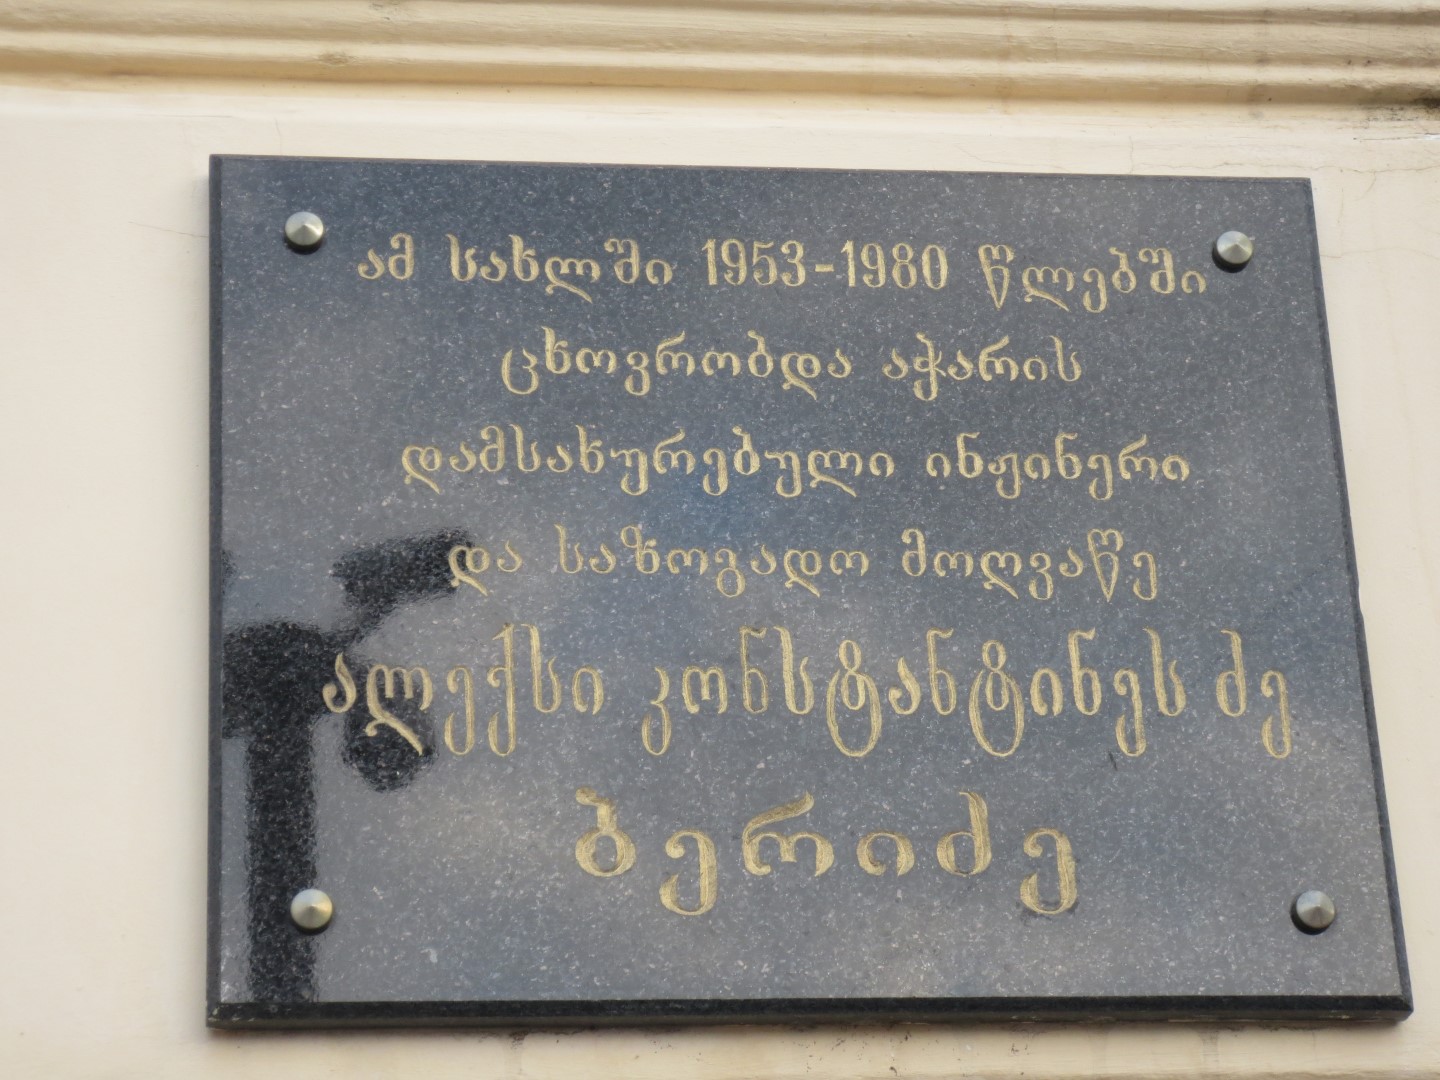 ამ სახლში 1953-1980 წლებში
ცხოვრობდა აჭარის
დამსახურებული ინჟინერი
და საზოგადო მოღვაწე
ალექსი კონსტანტინეს ძე
ბერიძე